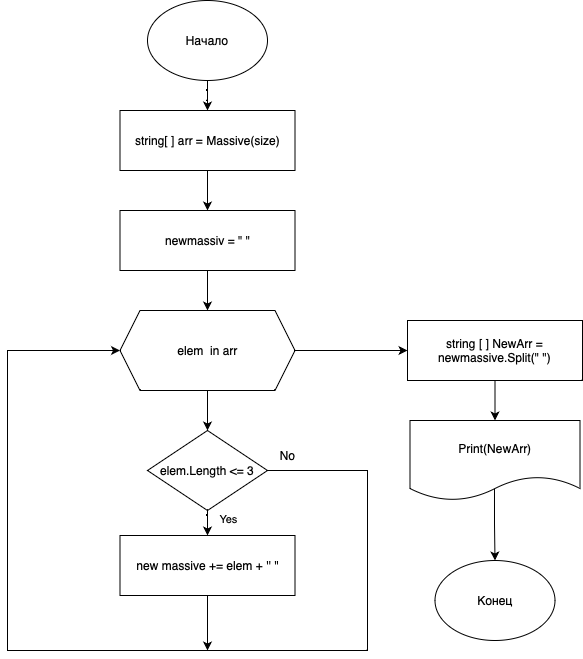 Начало
string[ ] arr = Massive(size)
newmassiv = " "
elem  in arr
elem.Length <= 3
No
Yes
new massive += elem + " "
string [ ] NewArr =
newmassive.Split(" ")
Print(NewArr)
Конец